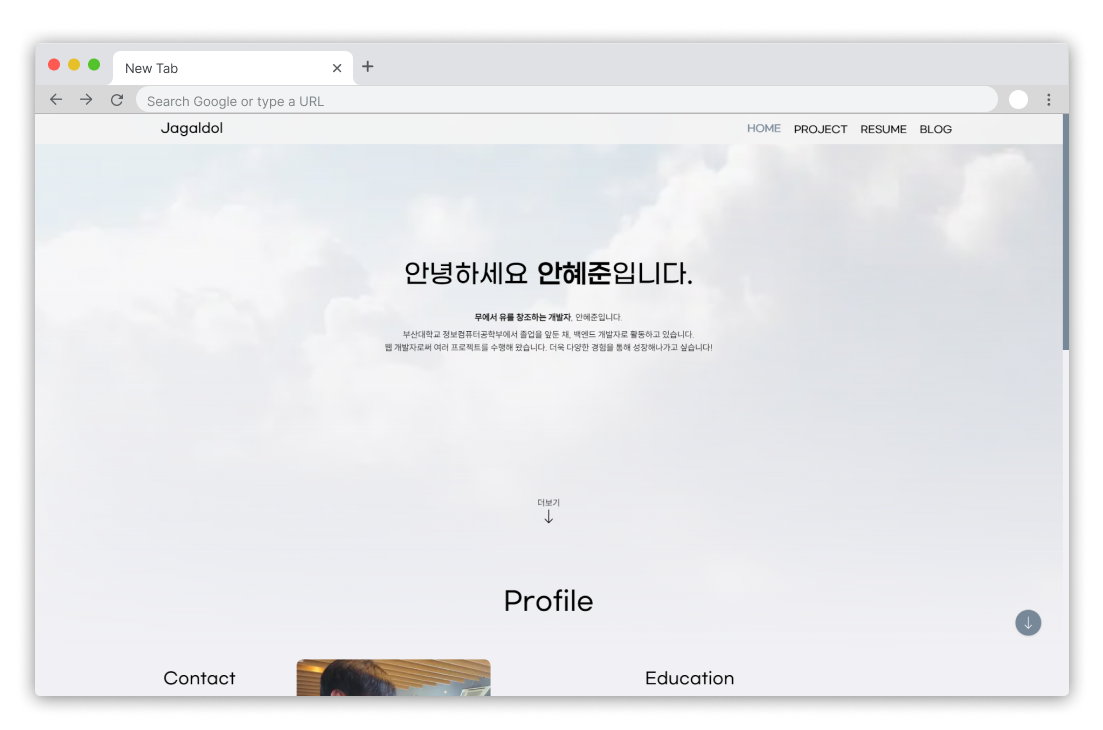 New Tab
Search Google or type a URL
Jagaldol
HOME PROJECT RESUME BLOG
안녕하세요 안혜준입니다.
무에서 유를 창조하는 개발자, 안혜준입니다.
부산대학교 정보컴퓨터공학부에서 졸업을 앞둔 채, 백엔드 개발자로 활동하고 있습니다.
웹 개발자로써 여러 프로젝트를 수행해 왔습니다. 더욱 다양한 경험을 통해 성장해나가고 싶습니다!
더보기
Profile
Contact
Education